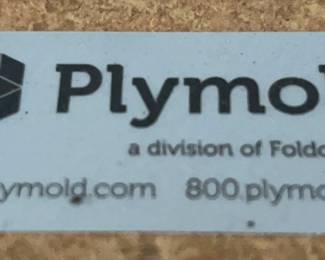 Plymol
a division of Foldc
ymold.com 800.plymo